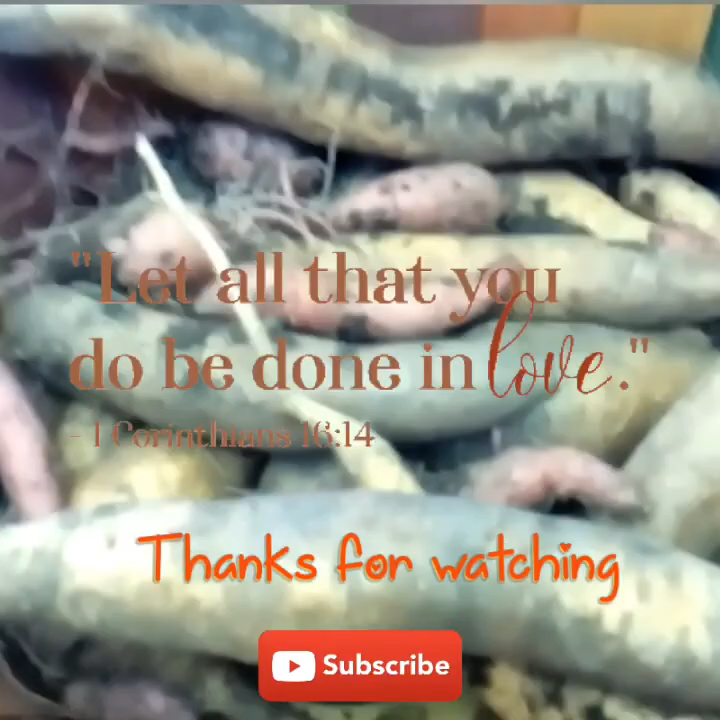 "Let all that you
do be done in love."
- 1 Corinthians 16:14
Thanks for watching
Subscribe